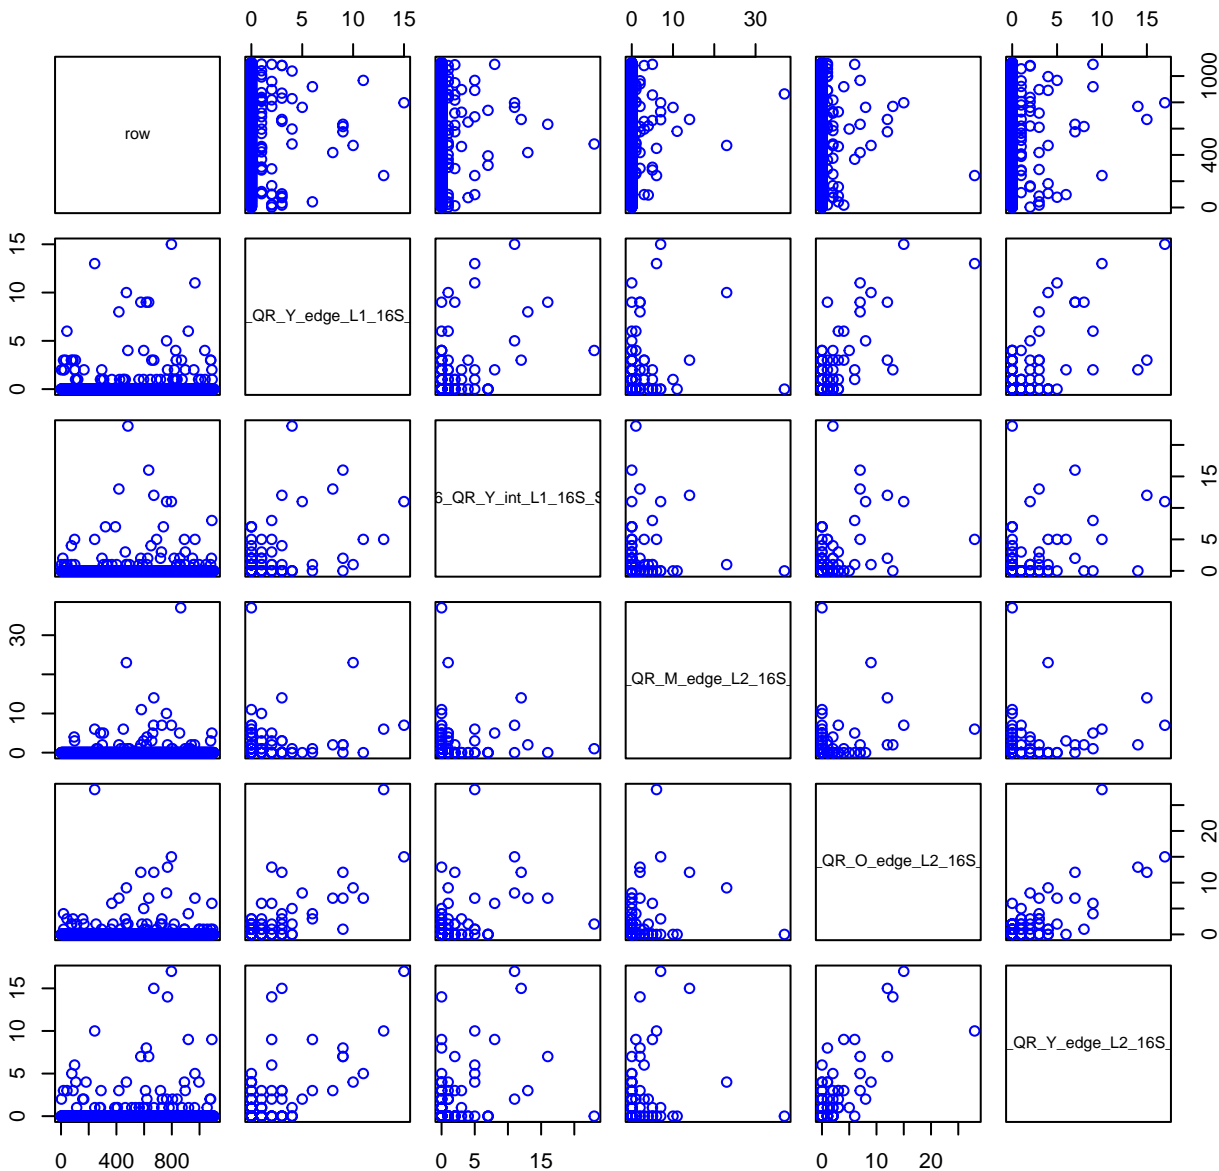 0 5 10 15
0 10 30
0 5 10 15
row
0 400 1000
0 5 10 15
_QR_Y_edge_L1_16S_
6_QR_Y_int_L1_16S_S
0 5 15
0 10 30
_QR_M_edge_L2_16S_
_QR_O_edge_L2_16S_
0 10 20
0 5 10 15
_QR_Y_edge_L2_16S_
0 400 800
0 5 15
0 10 20